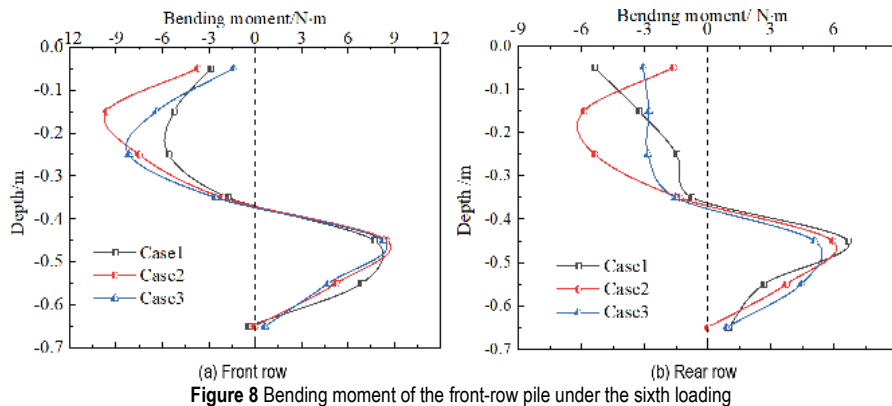 Bending moment/N·m
-12 -9 -6 -3 0 3 6 9 12
0.0
-0.1
-0.2
-0.3
-0.4
-0.5
-0.6
-0.7
Depth/m
Case1
Case2
Case3
(a) Front row
Bending moment/ N·m
-9 -6 -3 0 3 6 9
0.0
-0.1
-0.2
-0.3
-0.4
-0.5
-0.6
-0.7
Depth/m
Case1
Case2
Case3
(b) Rear row
Figure 8 Bending moment of the front-row pile under the sixth loading